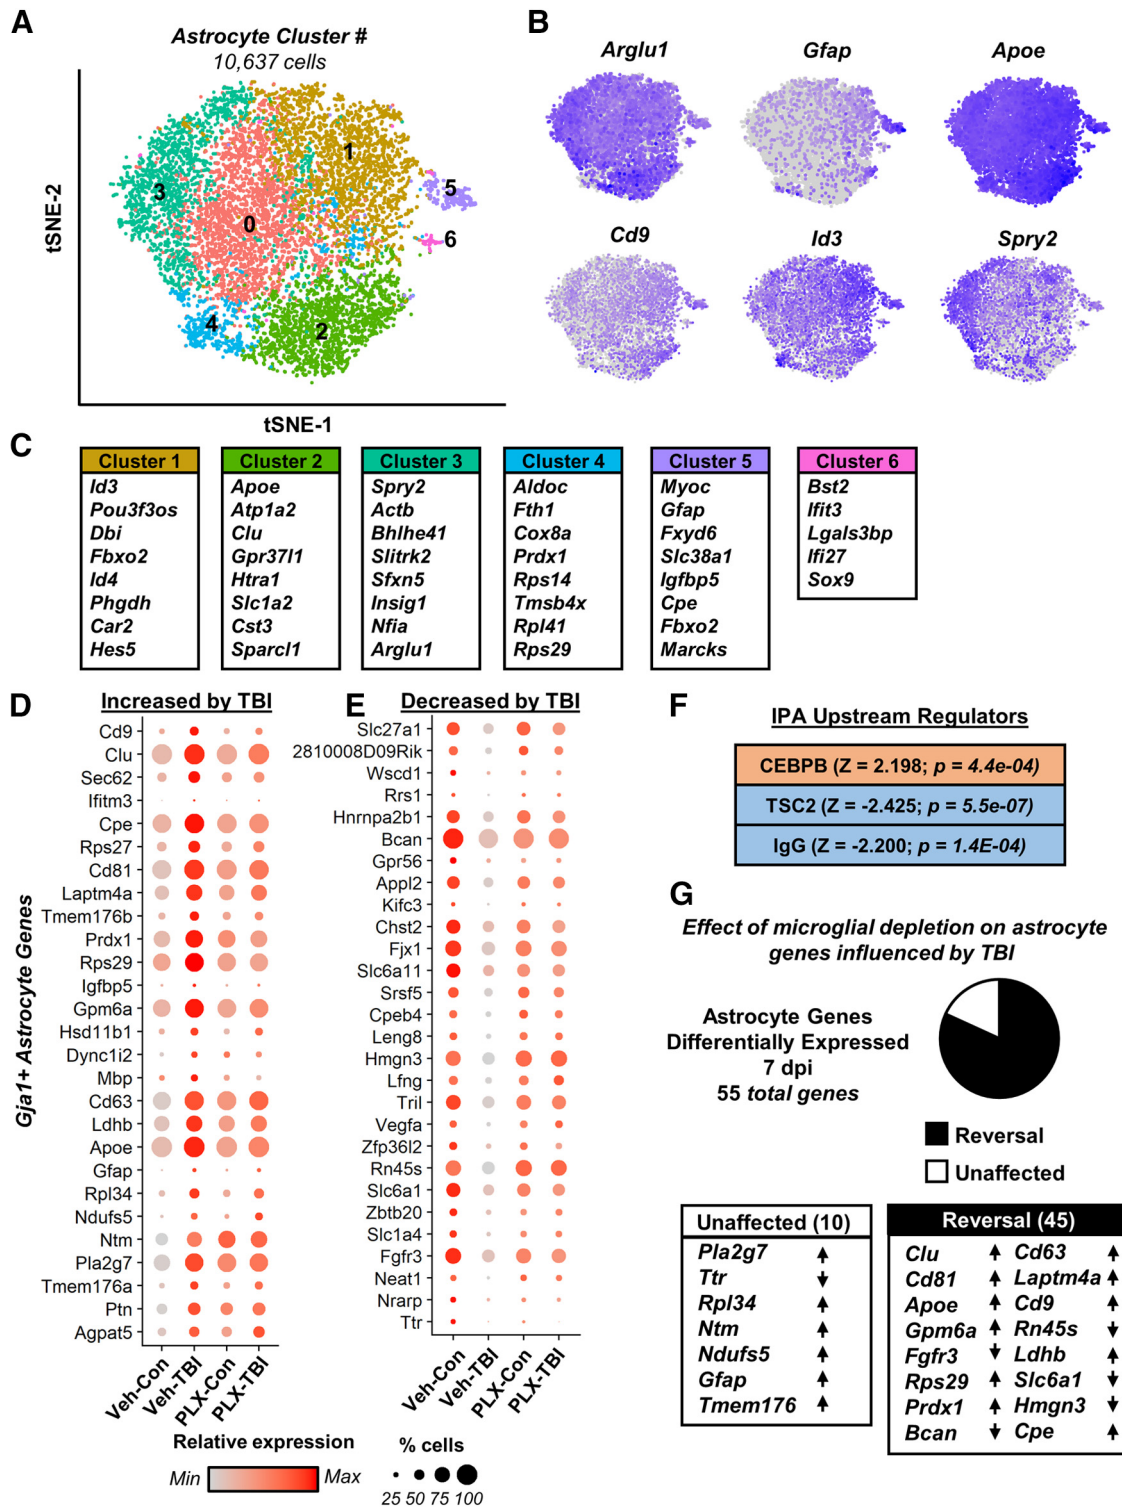 A
Astrocyte Cluster #
10,637 cells
tSNE-2
tSNE-1
0
1
2
3
4
5
6
B
Arglu1
Gfap
Apoe
Cd9
Id3
Spry2
C
Cluster 1
Id3
Pou3f3os
Dbi
Fbxo2
Id4
Phgdh
Car2
Hes5
Cluster 2
Apoe
Atp1a2
Clu
Gpr37l1
Htra1
Slc1a2
Cst3
Sparcl1
Cluster 3
Spry2
Actb
Bhlhe41
Slitrk2
Sfxn5
Insig1
Nfia
Arglu1
Cluster 4
Aldoc
Fth1
Cox8a
Prdx1
Rps14
Tmsb4x
Rpl41
Rps29
Cluster 5
Myoc
Gfap
Fxyd6
Slc38a1
Igfbp5
Cpe
Fbxo2
Marcks
Cluster 6
Bst2
Ifit3
Lgals3bp
Ifi27
Sox9
D
Increased by TBI
Gja1+ Astrocyte Genes
Cd9
Clu
Sec62
Ifitm3
Cpe
Rps27
Cd81
Laptm4a
Tmem176b
Prdx1
Rps29
Igfbp5
Gpm6a
Hsd11b1
Dync1i2
Mbp
Cd63
Ldhb
Apoe
Gfap
Rpl34
Ndufs5
Ntm
Pla2g7
Tmem176a
Ptn
Agpat5
Veh-Con
Veh-TBI
PLX-Con
PLX-TBI
E
Decreased by TBI
Slc27a1
2810008D09Rik
Wscd1
Rrs1
Hnrnpa2b1
Bcan
Gpr56
Appl2
Kifc3
Chst2
Fjx1
Slc6a11
Srsf5
Cpeb4
Leng8
Hmgn3
Lfng
Tril
Vegfa
Zfp36l2
Rn45s
Slc6a1
Zbtb20
Slc1a4
Fgfr3
Neat1
Nrarp
Ttr
Veh-Con
Veh-TBI
PLX-Con
PLX-TBI
Relative expression
Min Max
% cells
25 50 75 100
F
IPA Upstream Regulators
CEBPB (Z = 2.198; p = 4.4e-04)
TSC2 (Z = -2.425; p = 5.5e-07)
IgG (Z = -2.200; p = 1.4E-04)
G
Effect of microglial depletion on astrocyte
genes influenced by TBI
Astrocyte Genes
Differentially Expressed
7 dpi
55 total genes
Reversal
Unaffected
Unaffected (10)
Pla2g7 ↑
Ttr ↓
Rpl34 ↑
Ntm ↑
Ndufs5 ↑
Gfap ↑
Tmem176 ↑
Reversal (45)
Clu ↑ Cd63 ↑
Cd81 ↑ Laptm4a ↑
Apoe ↑ Cd9 ↑
Gpm6a ↑ Rn45s ↓
Fgfr3 ↓ Ldhb ↑
Rps29 ↑ Slc6a1 ↓
Prdx1 ↑ Hmgn3 ↓
Bcan ↓ Cpe ↑